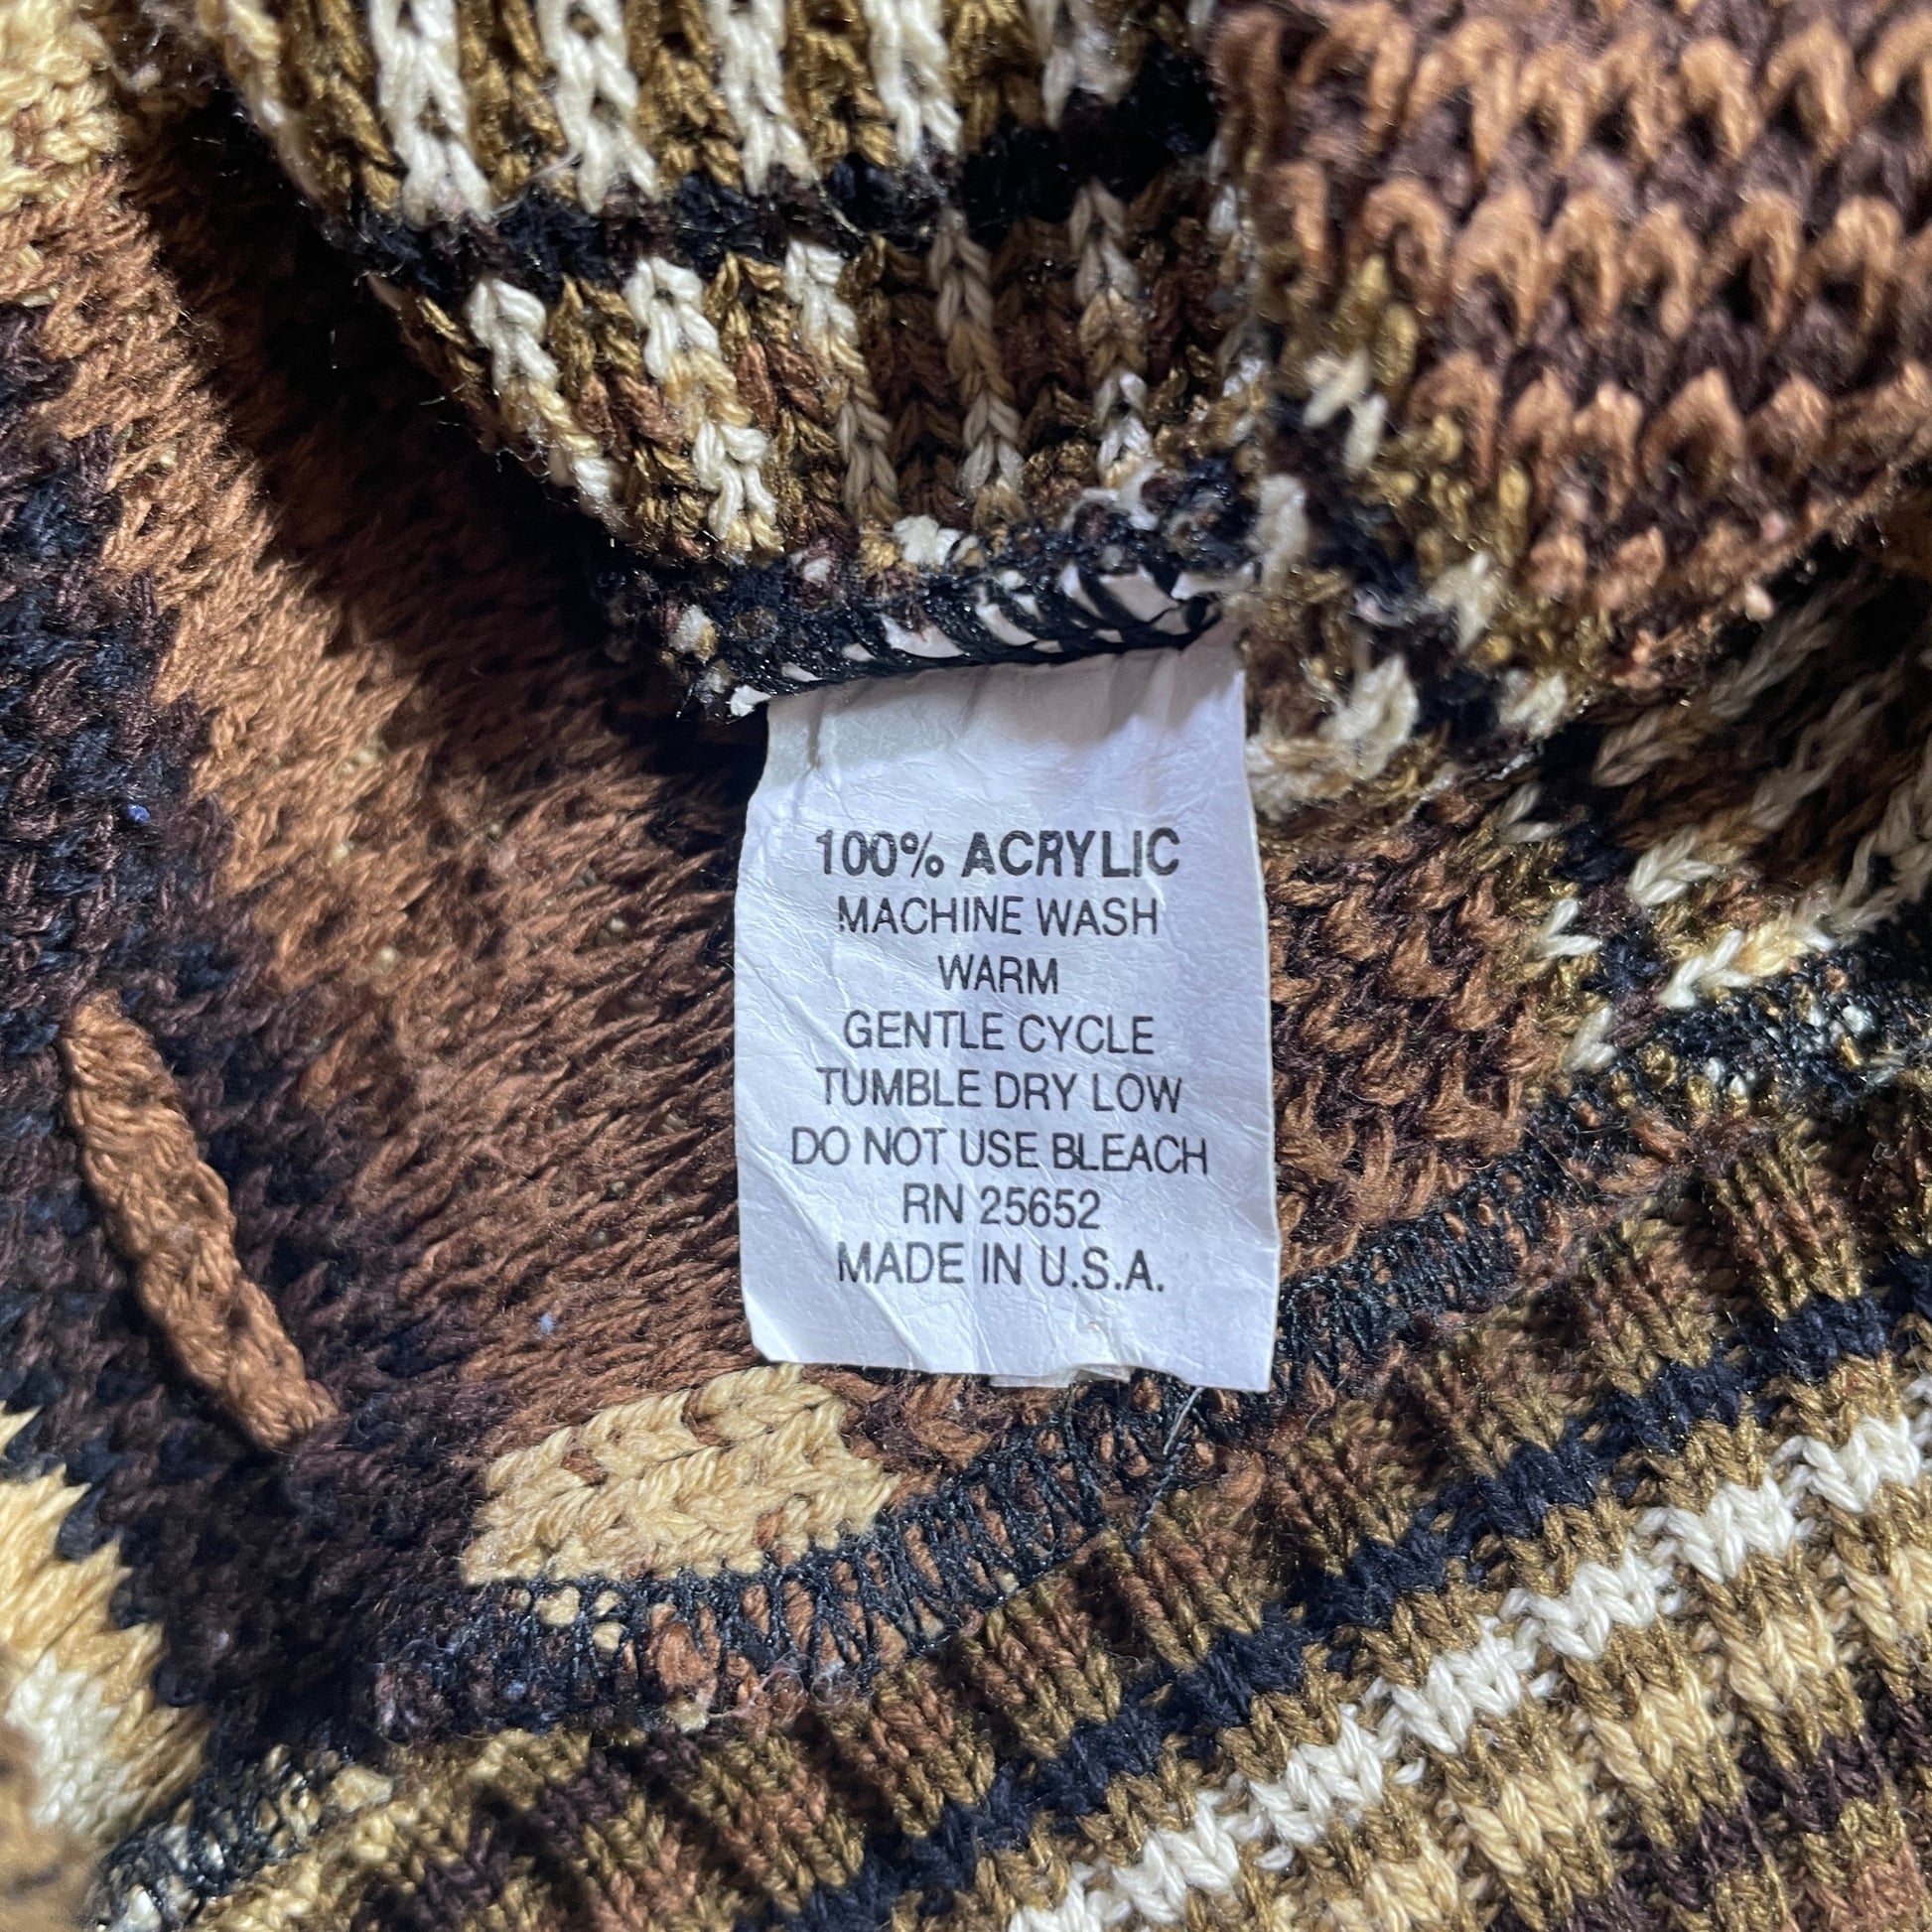 100% ACRYLIC
MACHINE WASH
WARM
GENTLE CYCLE
TUMBLE DRY LOW
DO NOT USE BLEACH
RN 25652
MADE IN U.S.A.